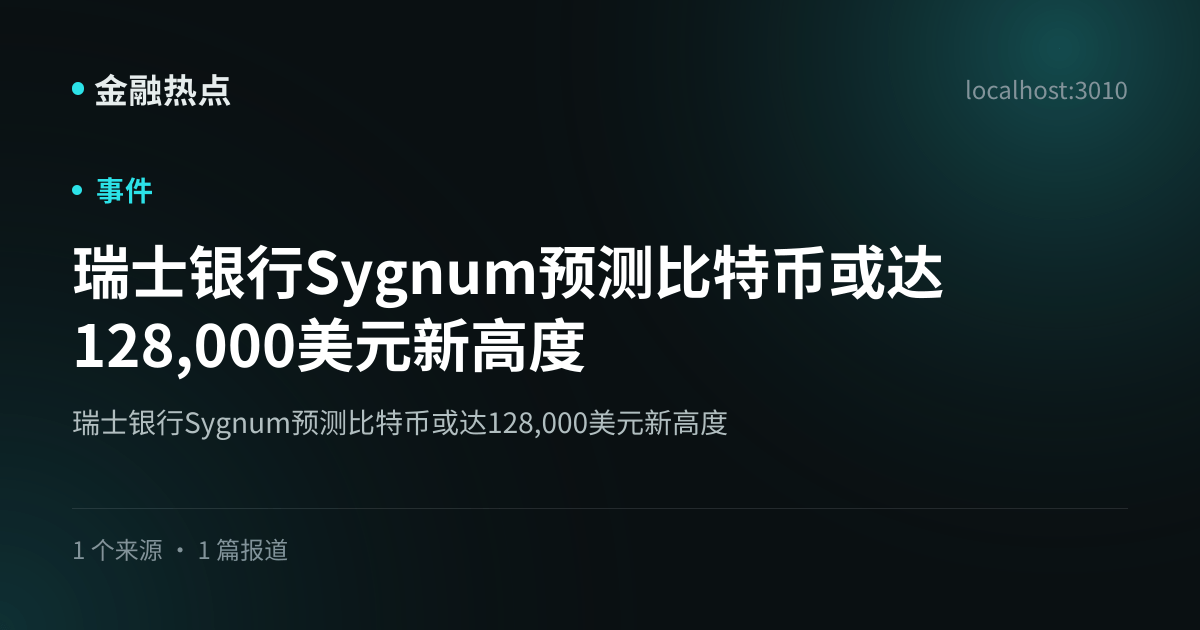 金融热点
localhost:3010
事件
瑞士银行Sygnum预测比特币或达
128,000美元新高度
瑞士银行Sygnum预测比特币或达128,000美元新高度
1 个来源 · 1 篇报道